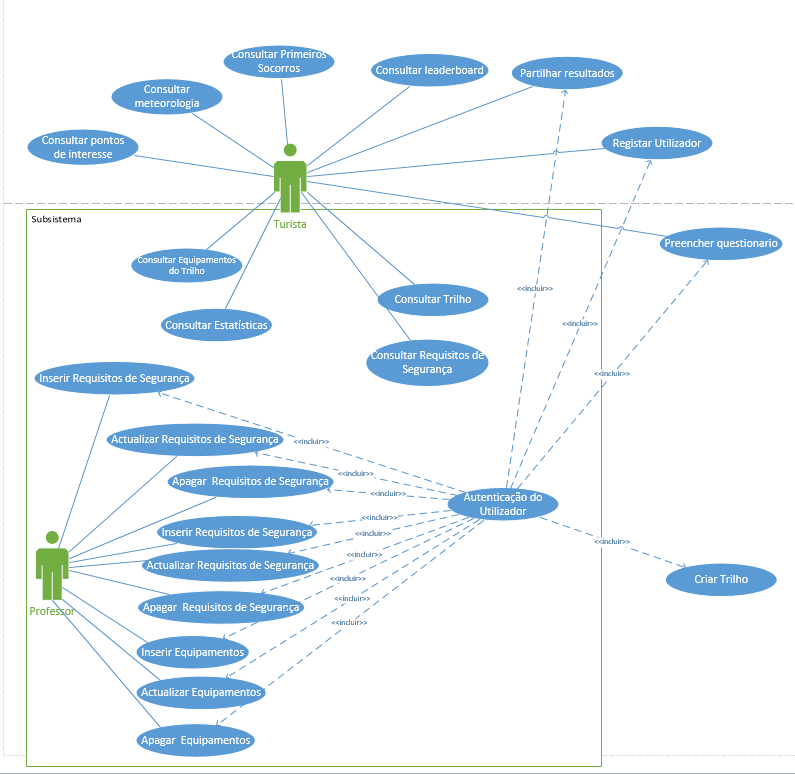 Consultar Primeiros
Socorros
Consultar leaderboard
Partilhar resultados
Consultar
meteorologia
Consultar pontos
de interesse
Registar Utilizador
Turista
Subsistema
Preencher questionario
Consultar Equipamentos
do Trilho
<<incluir>>
Consultar Trilho
Consultar Estatísticas
<<incluir>>
Consultar Requisitos de
Segurança
<<incluir>>
Inserir Requisitos de Segurança
Actualizar Requisitos de Segurança
<<incluir>>
<<incluir>>
Apagar  Requisitos de Segurança
<<incluir>>
Autenticação do
Utilizador
<<incluir>>
Inserir Requisitos de Segurança
<<incluir>>
<<incluir>>
<<incluir>>
Actualizar Requisitos de Segurança
<<incluir>>
Criar Trilho
<<incluir>>
Apagar  Requisitos de Segurança
Professor
<<incluir>>
Inserir Equipamentos
Actualizar Equipamentos
Apagar  Equipamentos